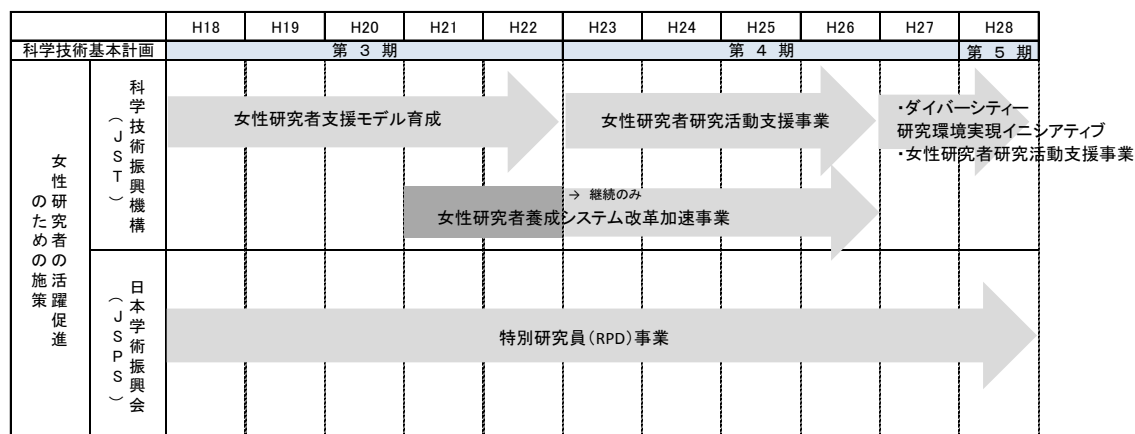 H18 H19 H20 H21 H22 H23 H24 H25 H26 H27 H28
科学技術基本計画 第 3 期 第 4 期 第 5 期
女性研究者の活躍促進
のための施策
科学技術振興機構
（JST）
女性研究者支援モデル育成
女性研究者研究活動支援事業
・ダイバーシティー
研究環境実現イニシアティブ
・女性研究者研究活動支援事業
→ 継続のみ
女性研究者養成システム改革加速事業
日本学術振興会
（JSPS）
特別研究員（RPD）事業